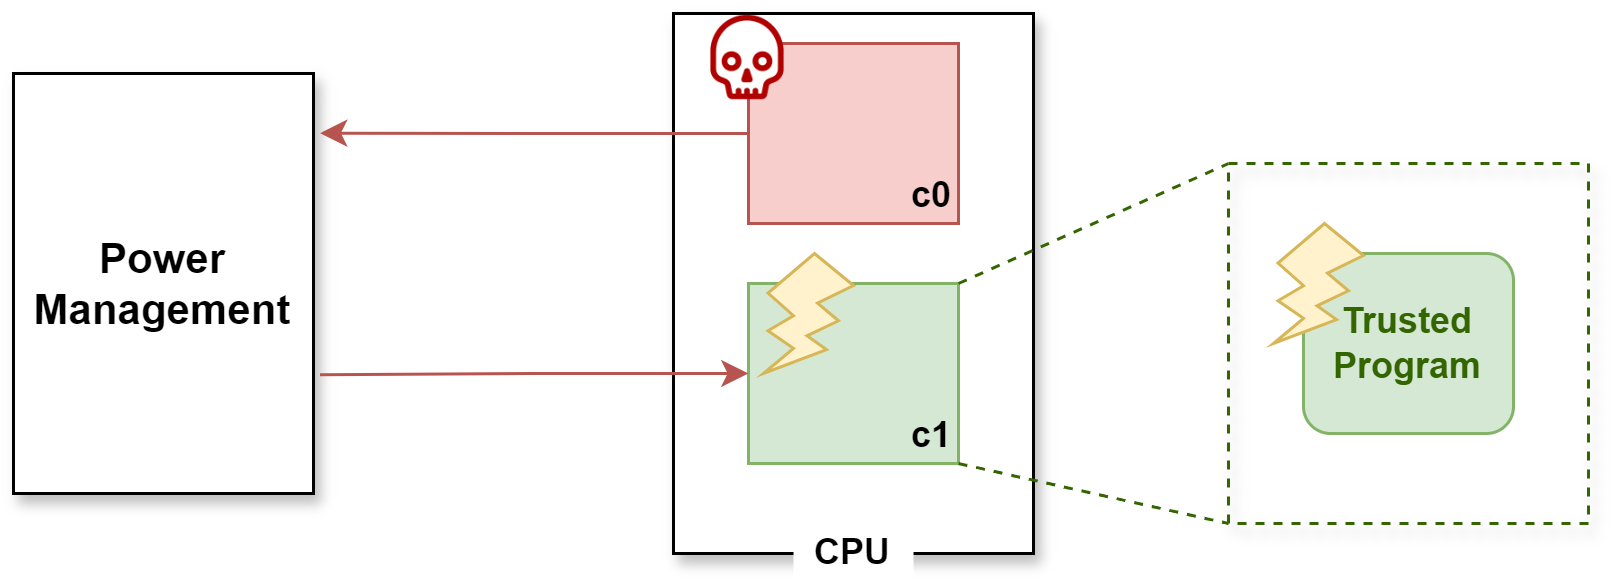 Power
Management
c0
c1
CPU
Trusted
Program